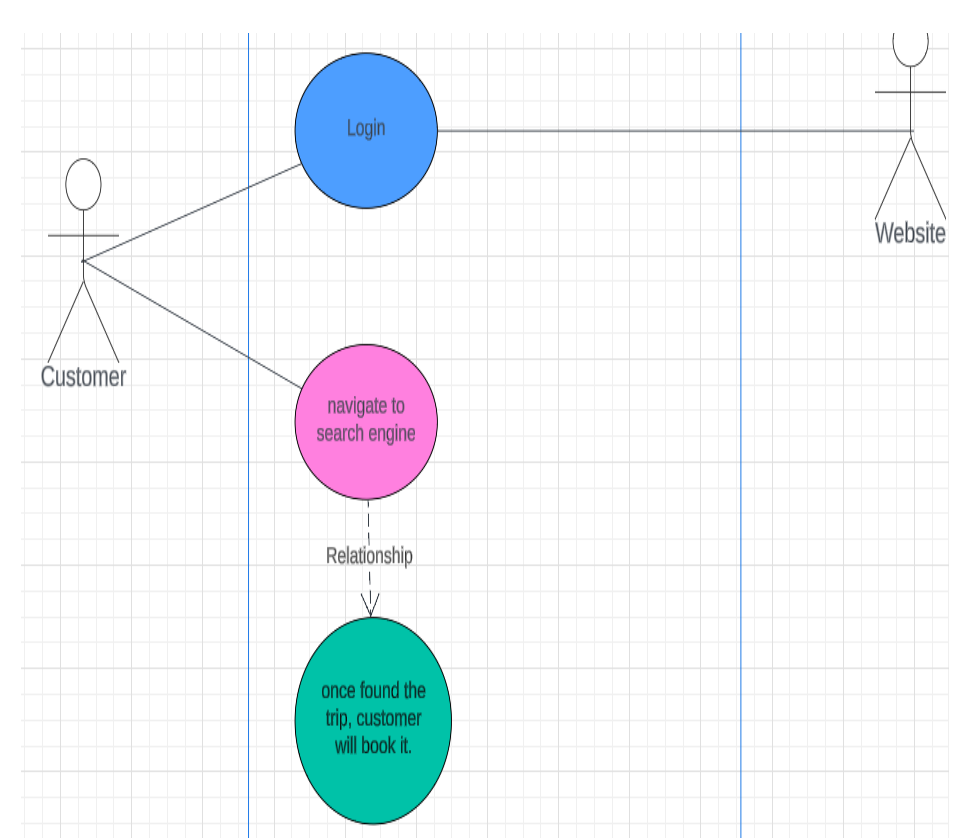 Login
Website
Customer
navigate to
search engine
Relationship
once found the
trip, customer
will book it.